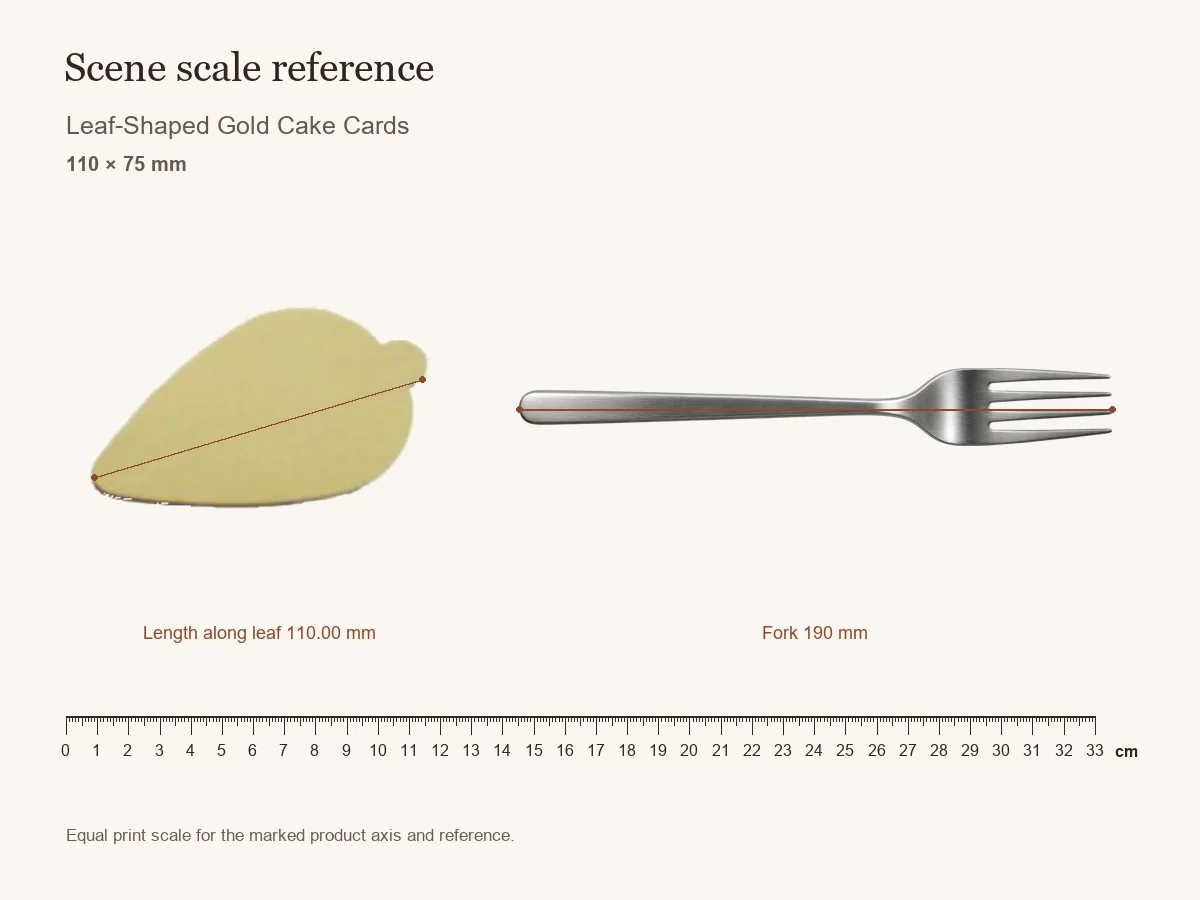 Scene scale reference
Leaf-Shaped Gold Cake Cards
110 × 75 mm
Length along leaf 110.00 mm
Fork 190 mm
0 1 2 3 4 5 6 7 8 9 10 11 12 13 14 15 16 17 18 19 20 21 22 23 24 25 26 27 28 29 30 31 32 33 cm
Equal print scale for the marked product axis and reference.